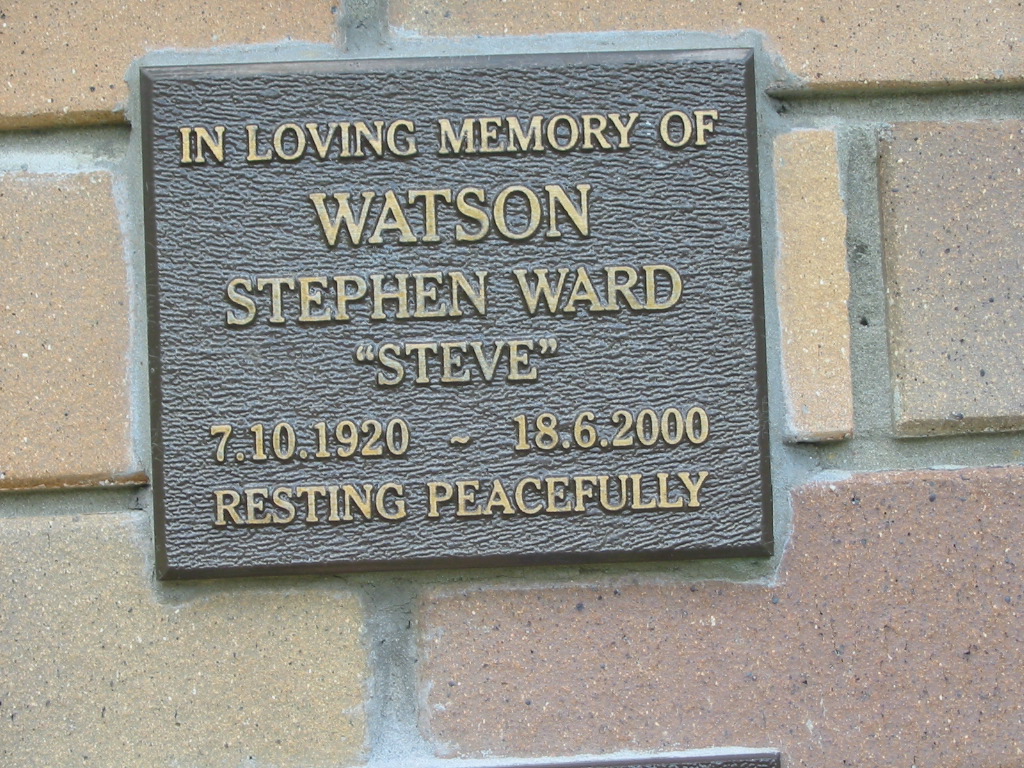 IN LOVING MEMORY OF
WATSON
STEPHEN WARD
“STEVE”
7.10.1920 ~ 18.6.2000
RESTING PEACEFULLY